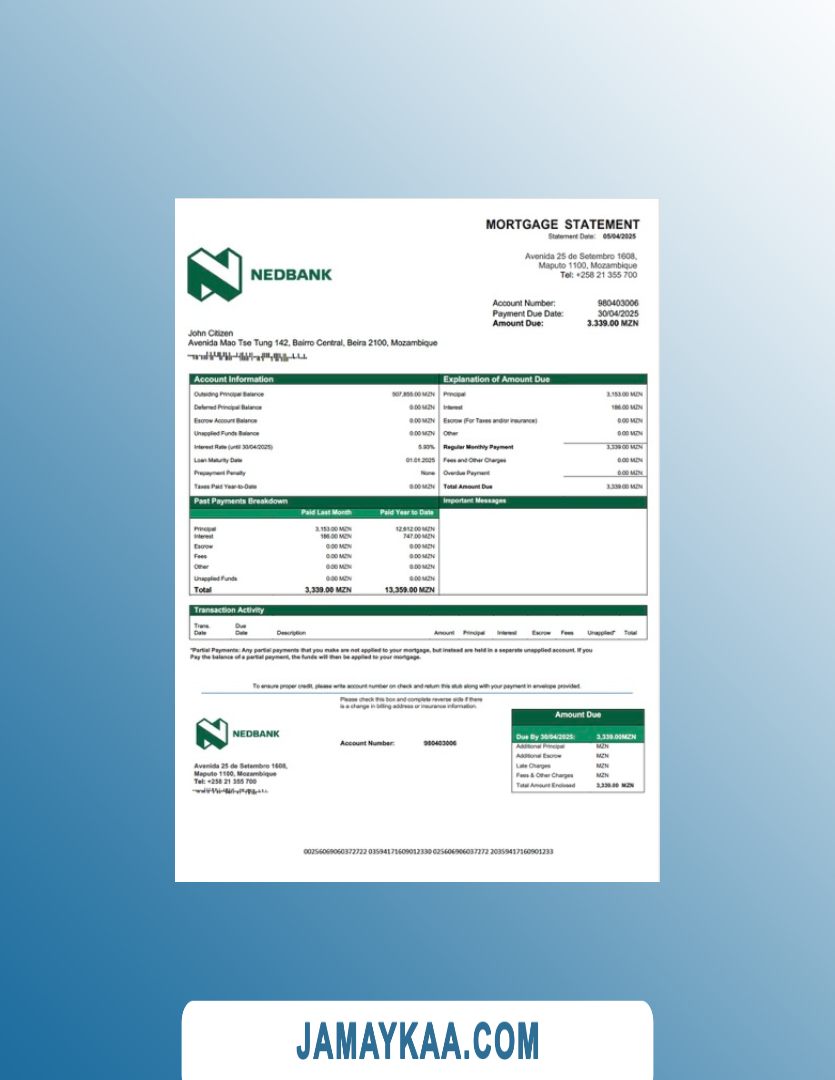 MORTGAGE STATEMENT
Statement Date: 05/04/2025
NEDBANK
Avenida 25 de Setembro 1608,
Maputo 1100, Mozambique
Tel: +258 21 355 700
Account Number: 980403006
Payment Due Date: 30/04/2025
Amount Due: 3.339.00 MZN
John Citizen
Avenida Mao Tse Tung 142, Bairro Central, Beira 2100, Mozambique
Account Information
Outsiding Principal Balance 507,855.00 MZN
Deferred Principal Balance 0.00 MZN
Escrow Account Balance 0.00 MZN
Unapplied Funds Balance 0.00 MZN
Interest Rate (until 30/04/2025)
Loan Maturity Date 01.01.2025
Prepayment Penalty None
Taxes Paid Year-to-Date 0.00 MZN
Explanation of Amount Due
Principal 3,153.00 MZN
Interest 186.00 MZN
Escrow (For Taxes and/or insurance) 0.00 MZN
Other 0.00 MZN
Regular Monthly Payment 3,339.00 MZN
Fees and Other Charges 0.00 MZN
Overdue Payment 0.00 MZN
Total Amount Due 3,339.00 MZN
Past Payments Breakdown
Paid Last Month Paid Year to Date
Principal 3,153.00 MZN 12,612.00 MZN
Interest 186.00 MZN 747.00 MZN
Escrow 0.00 MZN 0.00 MZN
Fees 0.00 MZN 0.00 MZN
Other 0.00 MZN 0.00 MZN
Unapplied Funds 0.00 MZN 0.00 MZN
Total 3,339.00 MZN 13,359.00 MZN
Important Messages
Transaction Activity
Trans. Due
Date Date Description Amount Principal Interest Escrow Fees Unapplied* Total
*Partial Payments: Any partial payments that you make are not applied to your mortgage, but instead are held in a separate unapplied account. If you
Pay the balance of a partial payment, the funds will then be applied to your mortgage.
To ensure proper credit, please write account number on check and return this stub along with your payment in envelope provided.
Please check this box and complete reverse side if there
is a change in billing address or insurance information.
NEDBANK
Account Number: 980403006
Avenida 25 de Setembro 1608,
Maputo 1100, Mozambique
Tel: +258 21 355 700
Amount Due
Due By 30/04/2025: 3,339.00MZN
Additional Principal MZN
Additional Escrow MZN
Late Charges MZN
Fees & Other Charges MZN
Total Amount Enclosed 3,339.00 MZN
00256069060372722 03594171609012330 025606906037272 20359417160901233
JAMAYKAA.COM